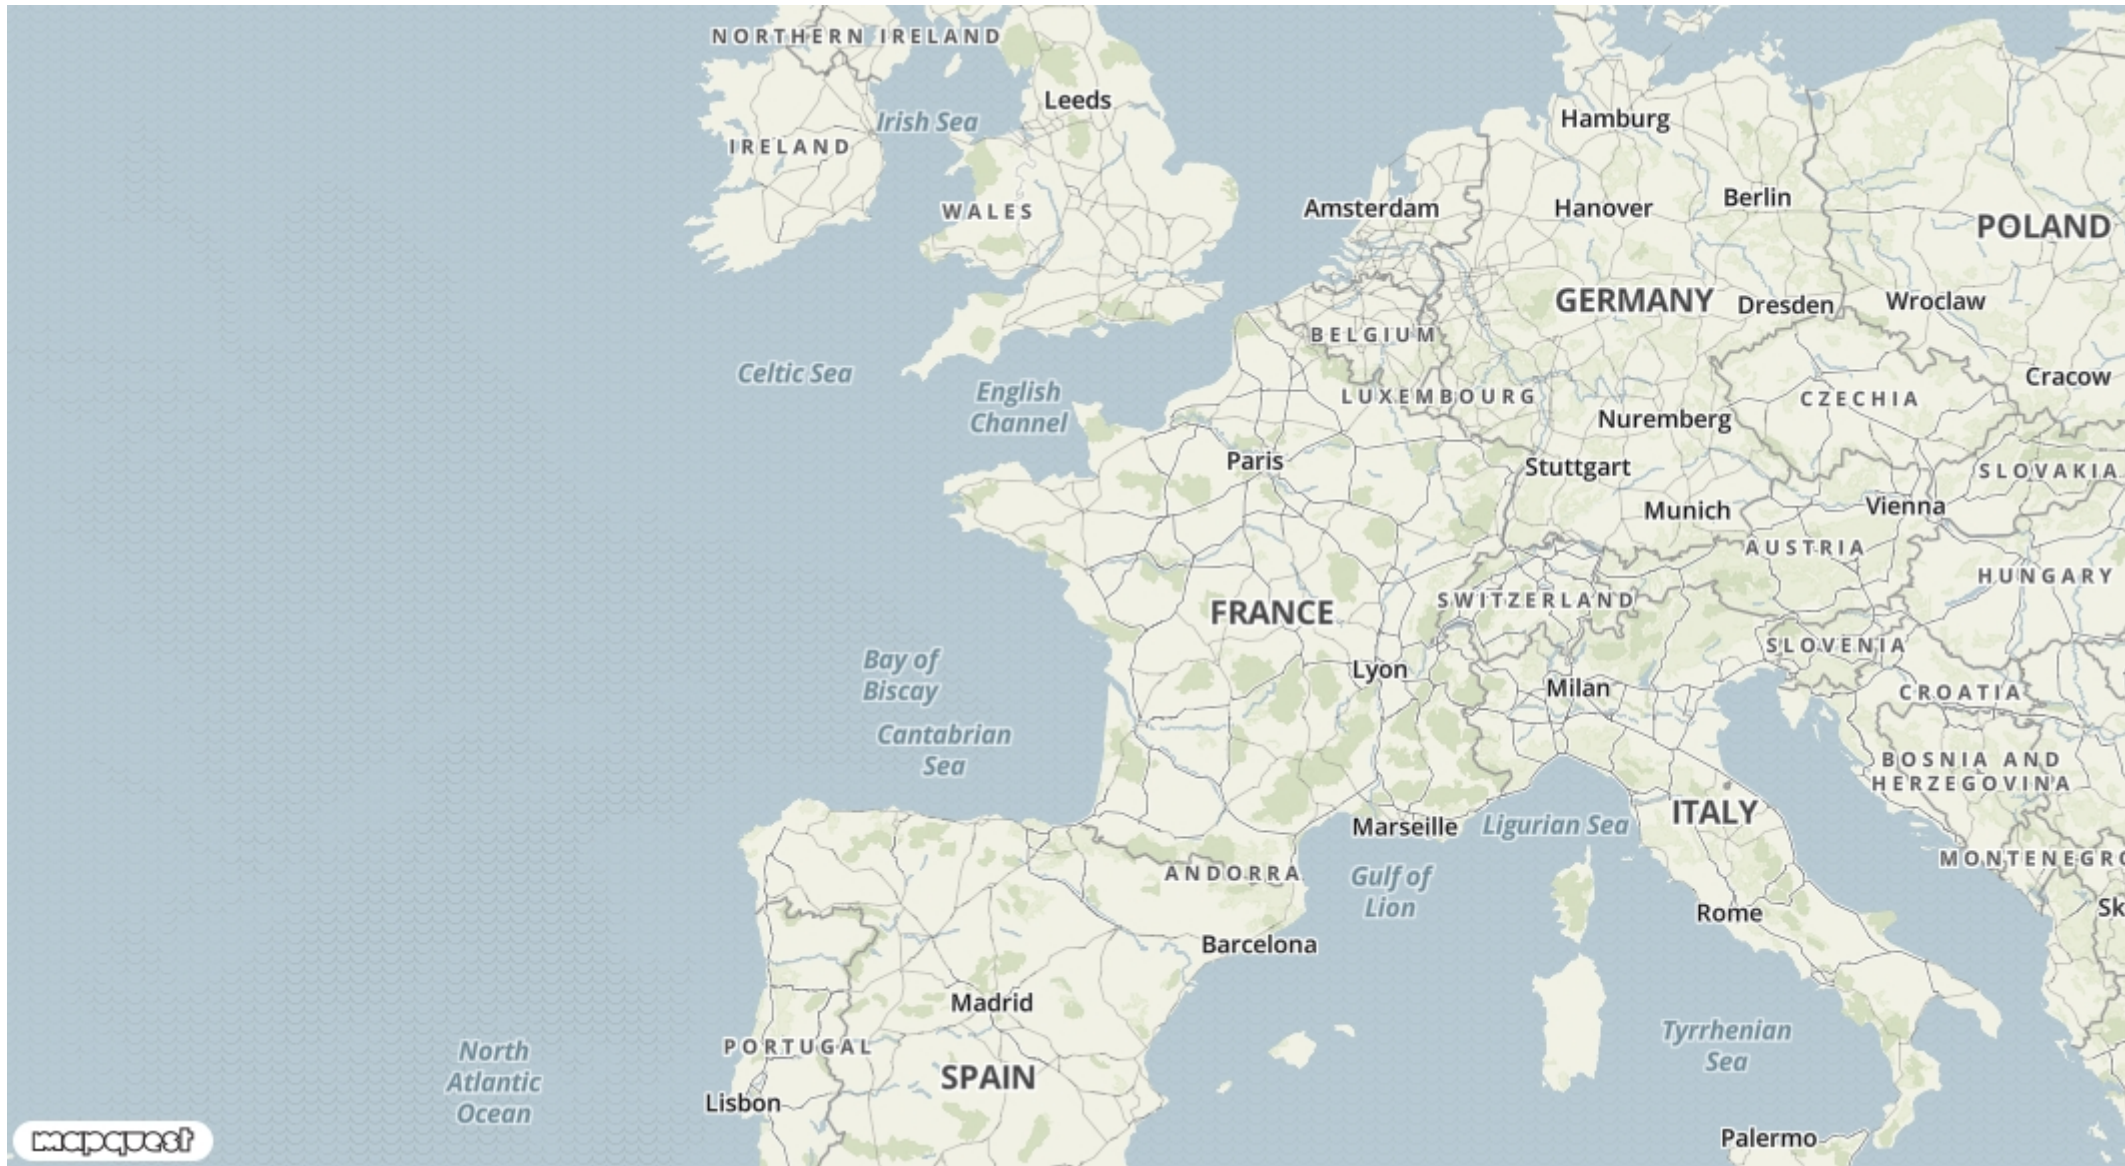 NORTHERN IRELAND
Leeds
Irish Sea
IRELAND
Hamburg
WALES
Amsterdam
Hanover
Berlin
POLAND
GERMANY
Dresden
Wroclaw
BELGIUM
Celtic Sea
English
Channel
LUXEMBOURG
Cracow
CZECHIA
Nuremberg
Paris
Stuttgart
SLOVAKIA
Munich
Vienna
AUSTRIA
HUNGARY
SWITZERLAND
FRANCE
SLOVENIA
Bay of
Biscay
Lyon
Milan
CROATIA
Cantabrian
Sea
BOSNIA AND
HERZEGOVINA
ITALY
Marseille
Ligurian Sea
MONTENEGRO
ANDORRA
Gulf of
Lion
Rome
Sk
Barcelona
Madrid
PORTUGAL
Tyrrhenian
Sea
North
Atlantic
Ocean
SPAIN
Lisbon
Palermo
mapquest